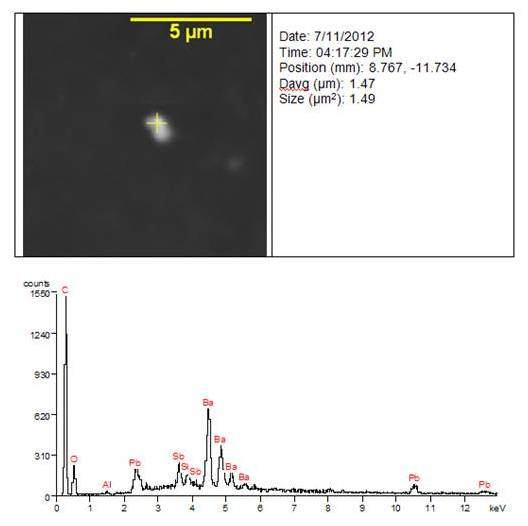 5 µm
Date: 7/11/2012
Time: 04:17:29 PM
Position (mm): 8.767, -11.734
Davg (µm): 1.47
Size (µm²): 1.49
counts
1550
1240
930
620
310
0
C
O
Al
Pb
Sb
Si
Sb
Ba
Ba
Ba
Ba
Pb
Pb
0 1 2 3 4 5 6 7 8 9 10 11 12 keV